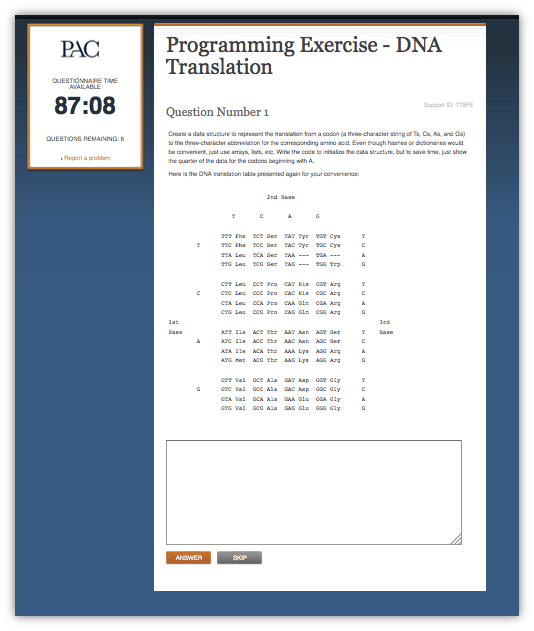 PAC
QUESTIONNAIRE TIME
AVAILABLE
87:08
QUESTIONS REMAINING: 6
› Report a problem
Programming Exercise - DNA
Translation
Support ID: 779FE
Question Number 1
Create a data structure to represent the translation from a codon (a three-character string of Ts, Cs, As, and Gs)
to the three-character abbreviation for the corresponding amino acid. Even though hashes or dictionaries would
be convenient, just use arrays, lists, etc. Write the code to initialize the data structure, but to save time, just show
the quarter of the data for the codons beginning with A.
Here is the DNA translation table presented again for your convenience:
2nd Base
T C A G
TTT Phe TCT Ser TAT Tyr TGT Cys T
T TTC Phe TCC Ser TAC Tyr TGC Cys C
TTA Leu TCA Ser TAA --- TGA --- A
TTG Leu TCG Ser TAG --- TGG Trp G
CTT Leu CCT Pro CAT His CGT Arg T
C CTC Leu CCC Pro CAC His CGC Arg C
CTA Leu CCA Pro CAA Gln CGA Arg A
CTG Leu CCG Pro CAG Gln CGG Arg G
1st 3rd
Base ATT Ile ACT Thr AAT Asn AGT Ser T Base
A ATC Ile ACC Thr AAC Asn AGC Ser C
ATA Ile ACA Thr AAA Lys AGG Arg A
ATG Met ACG Thr AAG Lys AGG Arg G
GTT Val GCT Ala GAT Asp GGT Gly T
G GTC Val GCC Ala GAC Asp GGC Gly C
GTA Val GCA Ala GAA Glu GGA Gly A
GTG Val GCG Ala GAG Glu GGG Gly G
ANSWER SKIP